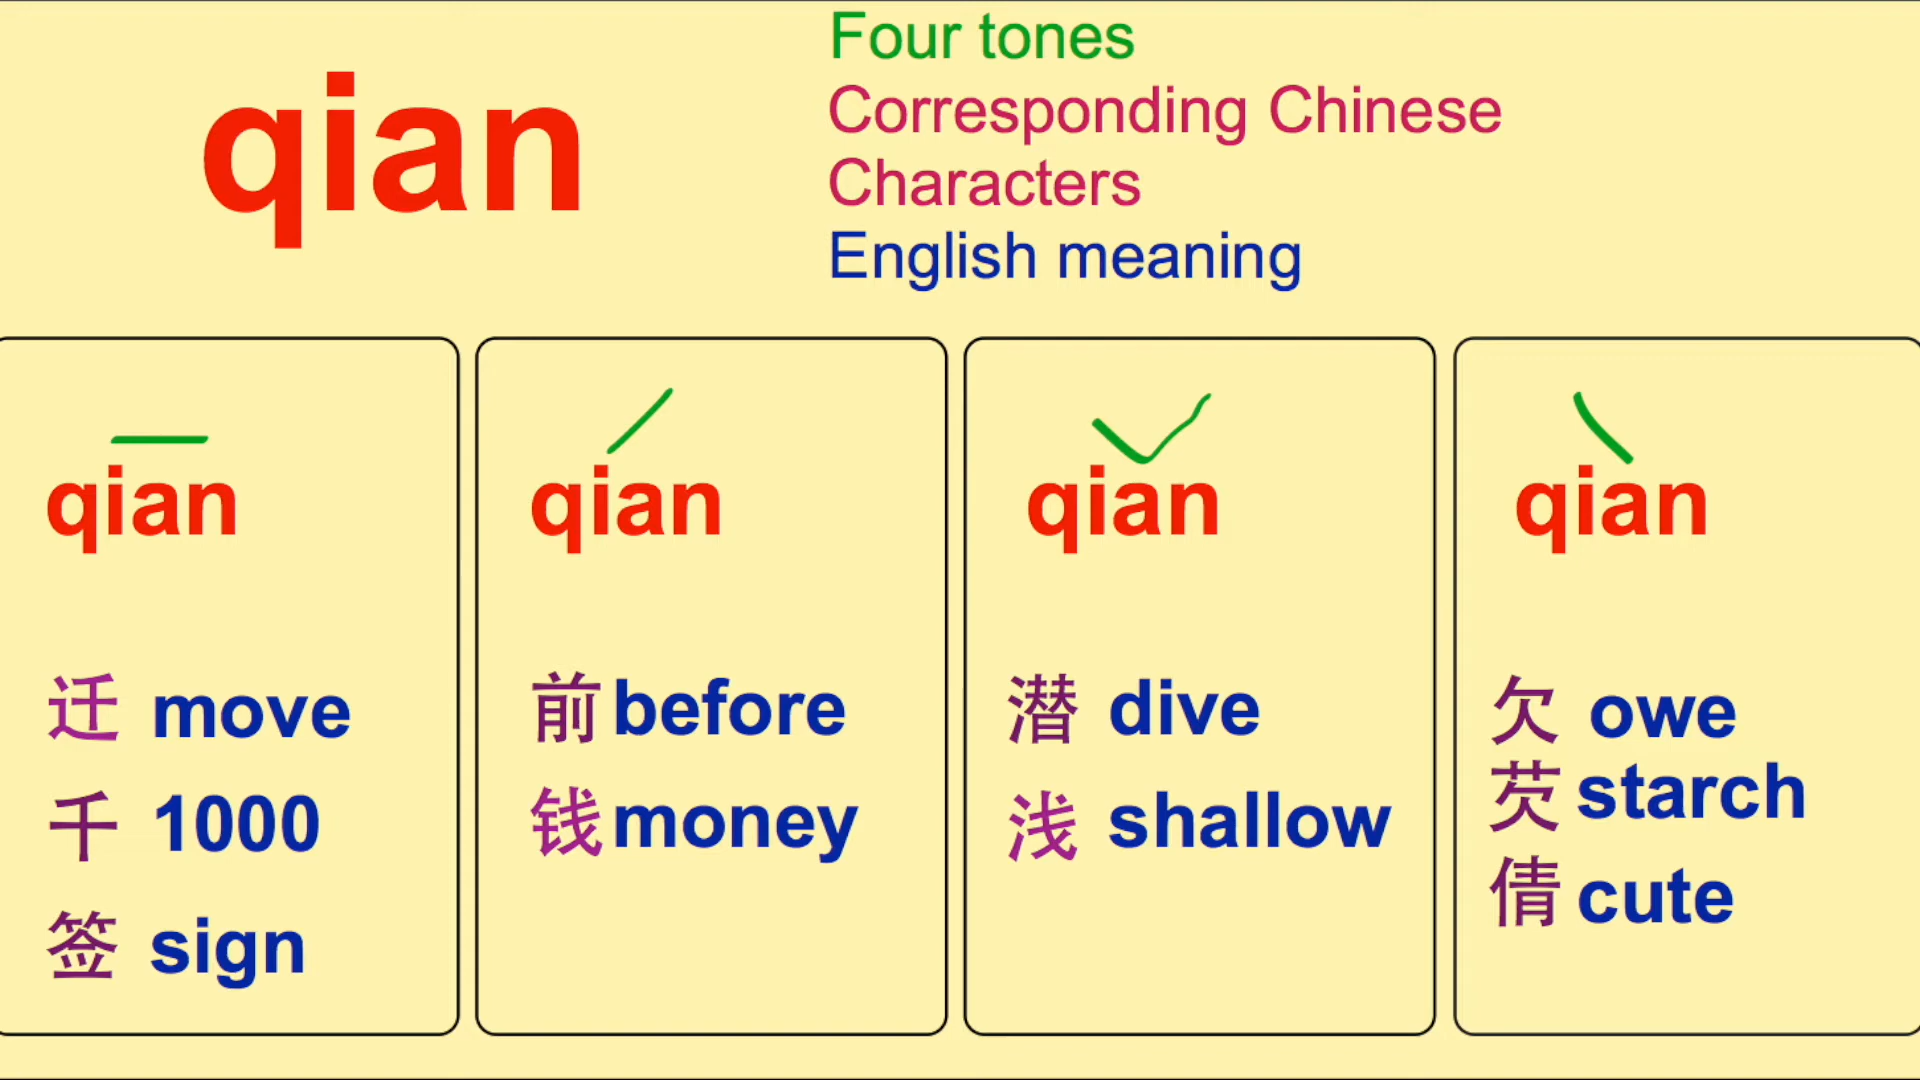 qian
Four tones
Corresponding Chinese
Characters
English meaning
qian
迁 move
千 1000
签 sign
qian
前 before
钱 money
qian
潜 dive
浅 shallow
qian
欠 owe
芡 starch
倩 cute